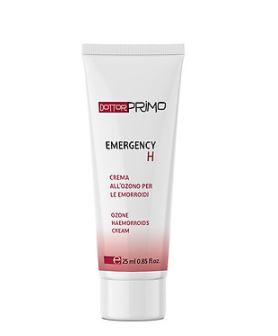 DOTTOR PRIMO
EMERGENCY
H
CREMA
ALL'OZONO PER
LE EMORROIDI
OZONE
HAEMORROIDS
CREAM
e 25 ml 0.85 fl.oz.